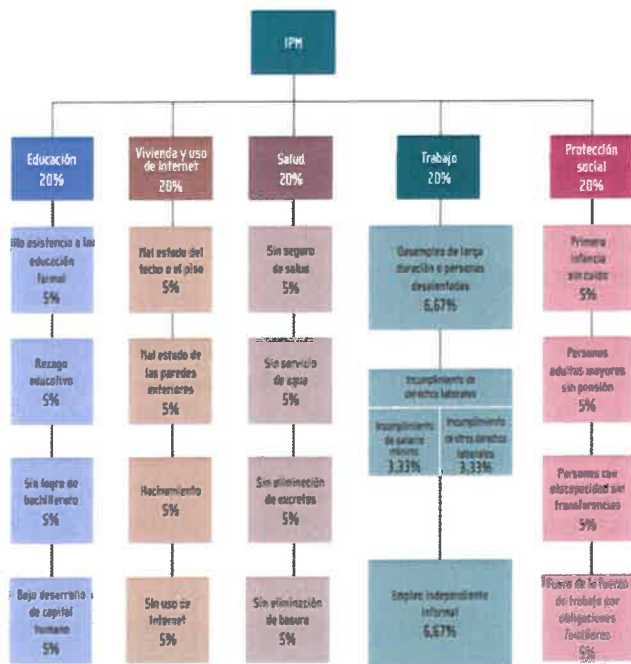 IPM
Educación
20%
Vivienda y uso
de Internet
20%
Salud
20%
Trabajo
20%
Protección
social
20%
No asistencia a la
educación
formal
5%
Rezago
educativo
5%
Sin logro de
bachillerato
5%
Bajo desarrollo
de capital
humano
5%
Mal estado del
techo o el piso
5%
Mal estado de
las paredes
exteriores
5%
Hacinamiento
5%
Sin uso de
Internet
5%
Sin seguro
de salud
5%
Sin servicio
de agua
5%
Sin eliminación
de excretas
5%
Sin eliminación
de basura
5%
Desempleo de larga
duración o personas
desalentadas
6,67%
Incumplimiento de
derechos laborales
Incumplimiento
de salario
mínimo
3,33%
Incumplimiento
de otros derechos
laborales
3,33%
Empleo independiente
informal
6,67%
Primera
infancia
sin cuido
5%
Personas
adultas mayores
sin pensión
5%
Personas con
discapacidad sin
transferencias
5%
Fuera de la fuerza
de trabajo por
obligaciones
familiares
5%